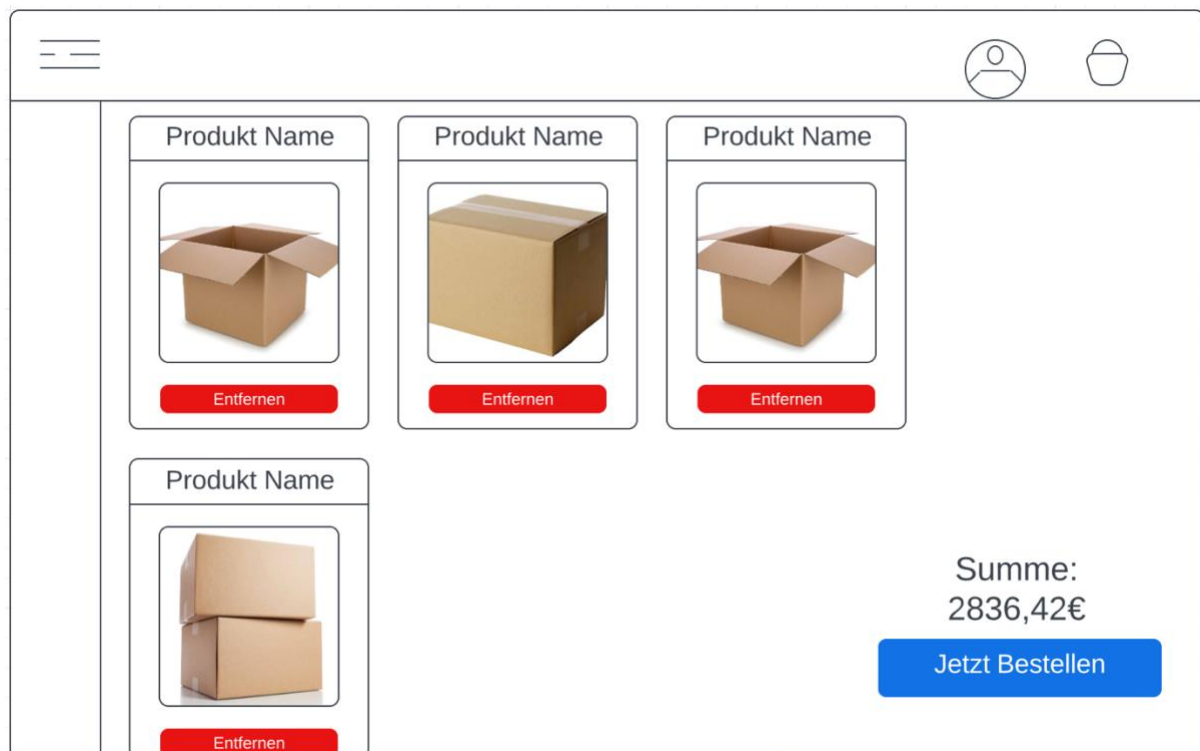 Produkt Name
Produkt Name
Produkt Name
Entfernen
Entfernen
Entfernen
Produkt Name
Entfernen
Summe:
2836,42€
Jetzt Bestellen